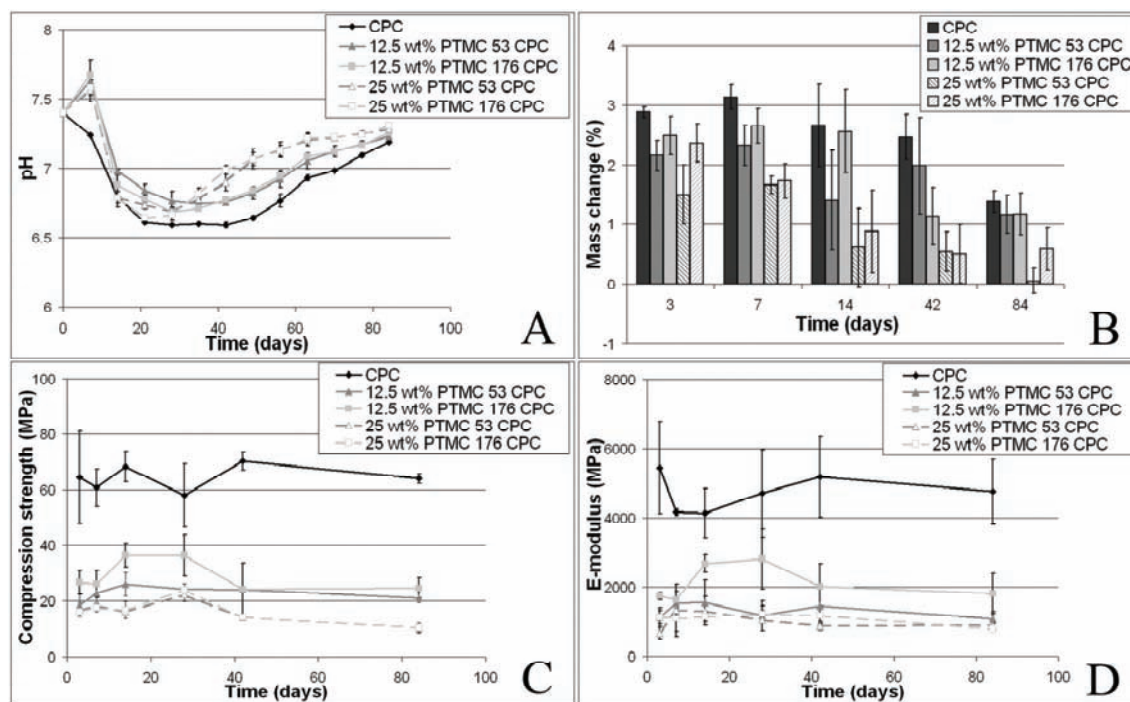 CPC
12.5 wt% PTMC 53 CPC
12.5 wt% PTMC 176 CPC
25 wt% PTMC 53 CPC
25 wt% PTMC 176 CPC
8
7.5
7
6.5
6
pH
0 20 40 60 80 100
Time (days)
A
CPC
12.5 wt% PTMC 53 CPC
12.5 wt% PTMC 176 CPC
25 wt% PTMC 53 CPC
25 wt% PTMC 176 CPC
4
3
2
1
0
-1
Mass change (%)
3 7 14 42 84
Time (days)
B
CPC
12.5 wt% PTMC 53 CPC
12.5 wt% PTMC 176 CPC
25 wt% PTMC 53 CPC
25 wt% PTMC 176 CPC
100
80
60
40
20
0
Compression strength (MPa)
0 20 40 60 80 100
Time (days)
C
CPC
12.5 wt% PTMC 53 CPC
12.5 wt% PTMC 176 CPC
25 wt% PTMC 53 CPC
25 wt% PTMC 176 CPC
8000
6000
4000
2000
0
E-modulus (MPa)
0 20 40 60 80 100
Time (days)
D